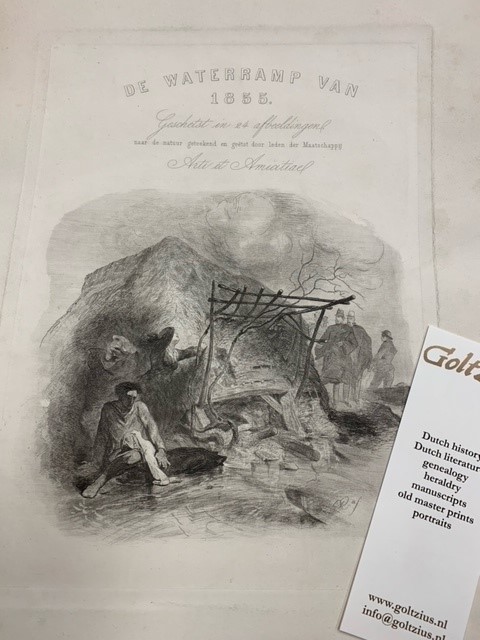 DE WATERRAMP VAN
1855.
Geschetst in 24 afbeeldingen
naar de natuur geteekend en geëtst door leden der Maatschappij
Arti et Amicitiae
Goltz
Dutch history
Dutch literatur
genealogy
heraldry
manuscripts
old master prints
portraits
www.goltzius.nl
info@goltzius.nl